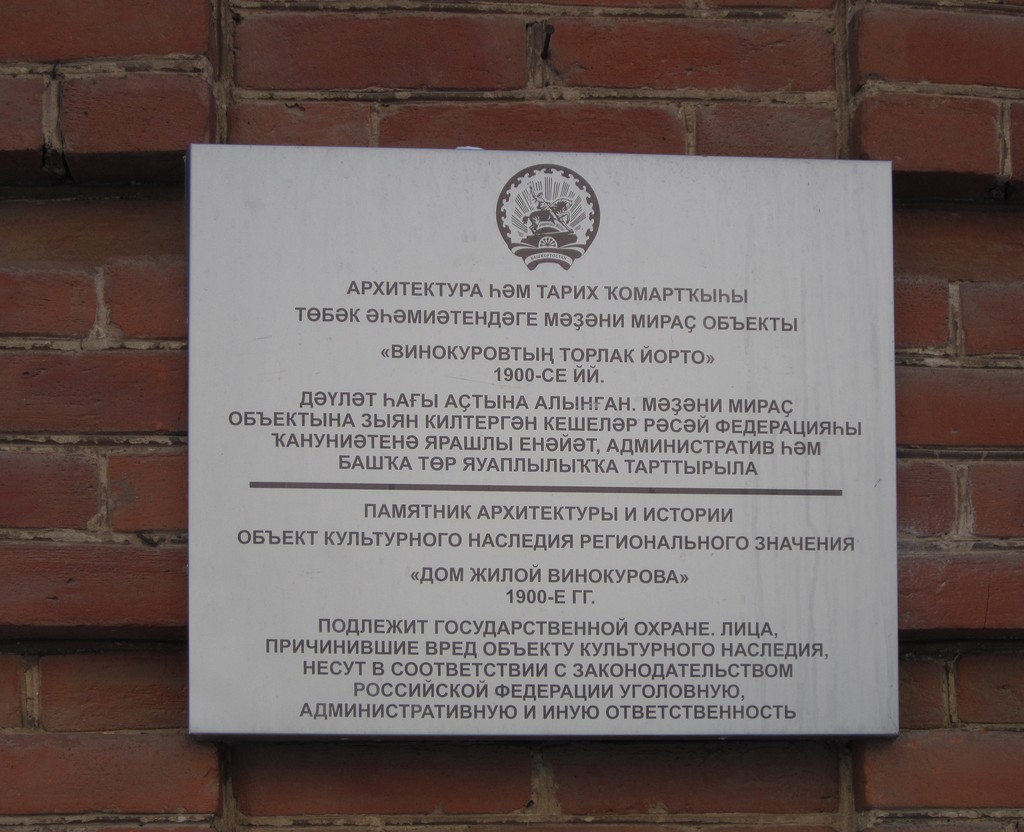 АРХИТЕКТУРА ҺӘМ ТАРИХ ҠОМАРТҠЫҺЫ
ТӨБӘК ӘҺӘМИӘТЕНДӘГЕ МӘҘӘНИ МИРАҪ ОБЪЕКТЫ
«ВИНОКУРОВТЫҢ ТОРЛАК ЙОРТО»
1900-СЕ ЙЙ.
ДӘҮЛӘТ ҺАҒЫ АҪТЫНА АЛЫНҒАН. МӘҘӘНИ МИРАҪ
ОБЪЕКТЫНА ЗЫЯН КИЛТЕРГӘН КЕШЕЛӘР РӘСӘЙ ФЕДЕРАЦИЯҺЫ
ҠАНУНИӘТЕНӘ ЯРАШЛЫ ЕНӘЙӘТ, АДМИНИСТРАТИВ ҺӘМ
БАШҠА ТӨР ЯУАПЛЫЛЫҠҠА ТАРТТЫРЫЛА
ПАМЯТНИК АРХИТЕКТУРЫ И ИСТОРИИ
ОБЪЕКТ КУЛЬТУРНОГО НАСЛЕДИЯ РЕГИОНАЛЬНОГО ЗНАЧЕНИЯ
«ДОМ ЖИЛОЙ ВИНОКУРОВА»
1900-Е ГГ.
ПОДЛЕЖИТ ГОСУДАРСТВЕННОЙ ОХРАНЕ. ЛИЦА,
ПРИЧИНИВШИЕ ВРЕД ОБЪЕКТУ КУЛЬТУРНОГО НАСЛЕДИЯ,
НЕСУТ В СООТВЕТСТВИИ С ЗАКОНОДАТЕЛЬСТВОМ
РОССИЙСКОЙ ФЕДЕРАЦИИ УГОЛОВНУЮ,
АДМИНИСТРАТИВНУЮ И ИНУЮ ОТВЕТСТВЕННОСТЬ